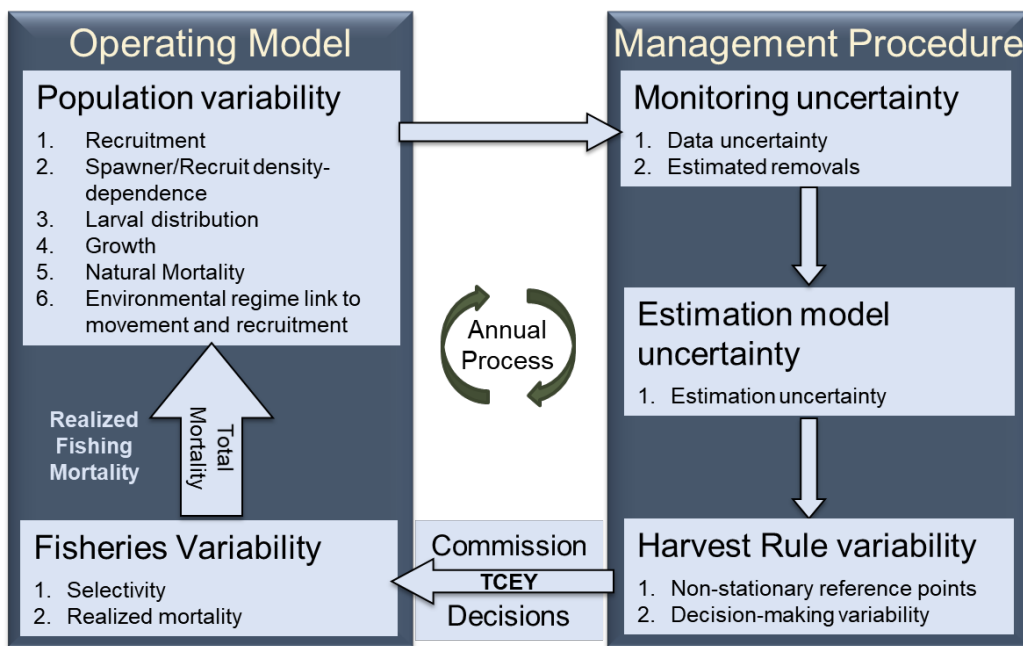 Operating Model
Population variability
1. Recruitment
2. Spawner/Recruit density-
dependence
3. Larval distribution
4. Growth
5. Natural Mortality
6. Environmental regime link to
movement and recruitment
Realized
Fishing
Mortality
Total
Mortality
Fisheries Variability
1. Selectivity
2. Realized mortality
Annual
Process
Commission
TCEY
Decisions
Management Procedure
Monitoring uncertainty
1. Data uncertainty
2. Estimated removals
Estimation model
uncertainty
1. Estimation uncertainty
Harvest Rule variability
1. Non-stationary reference points
2. Decision-making variability